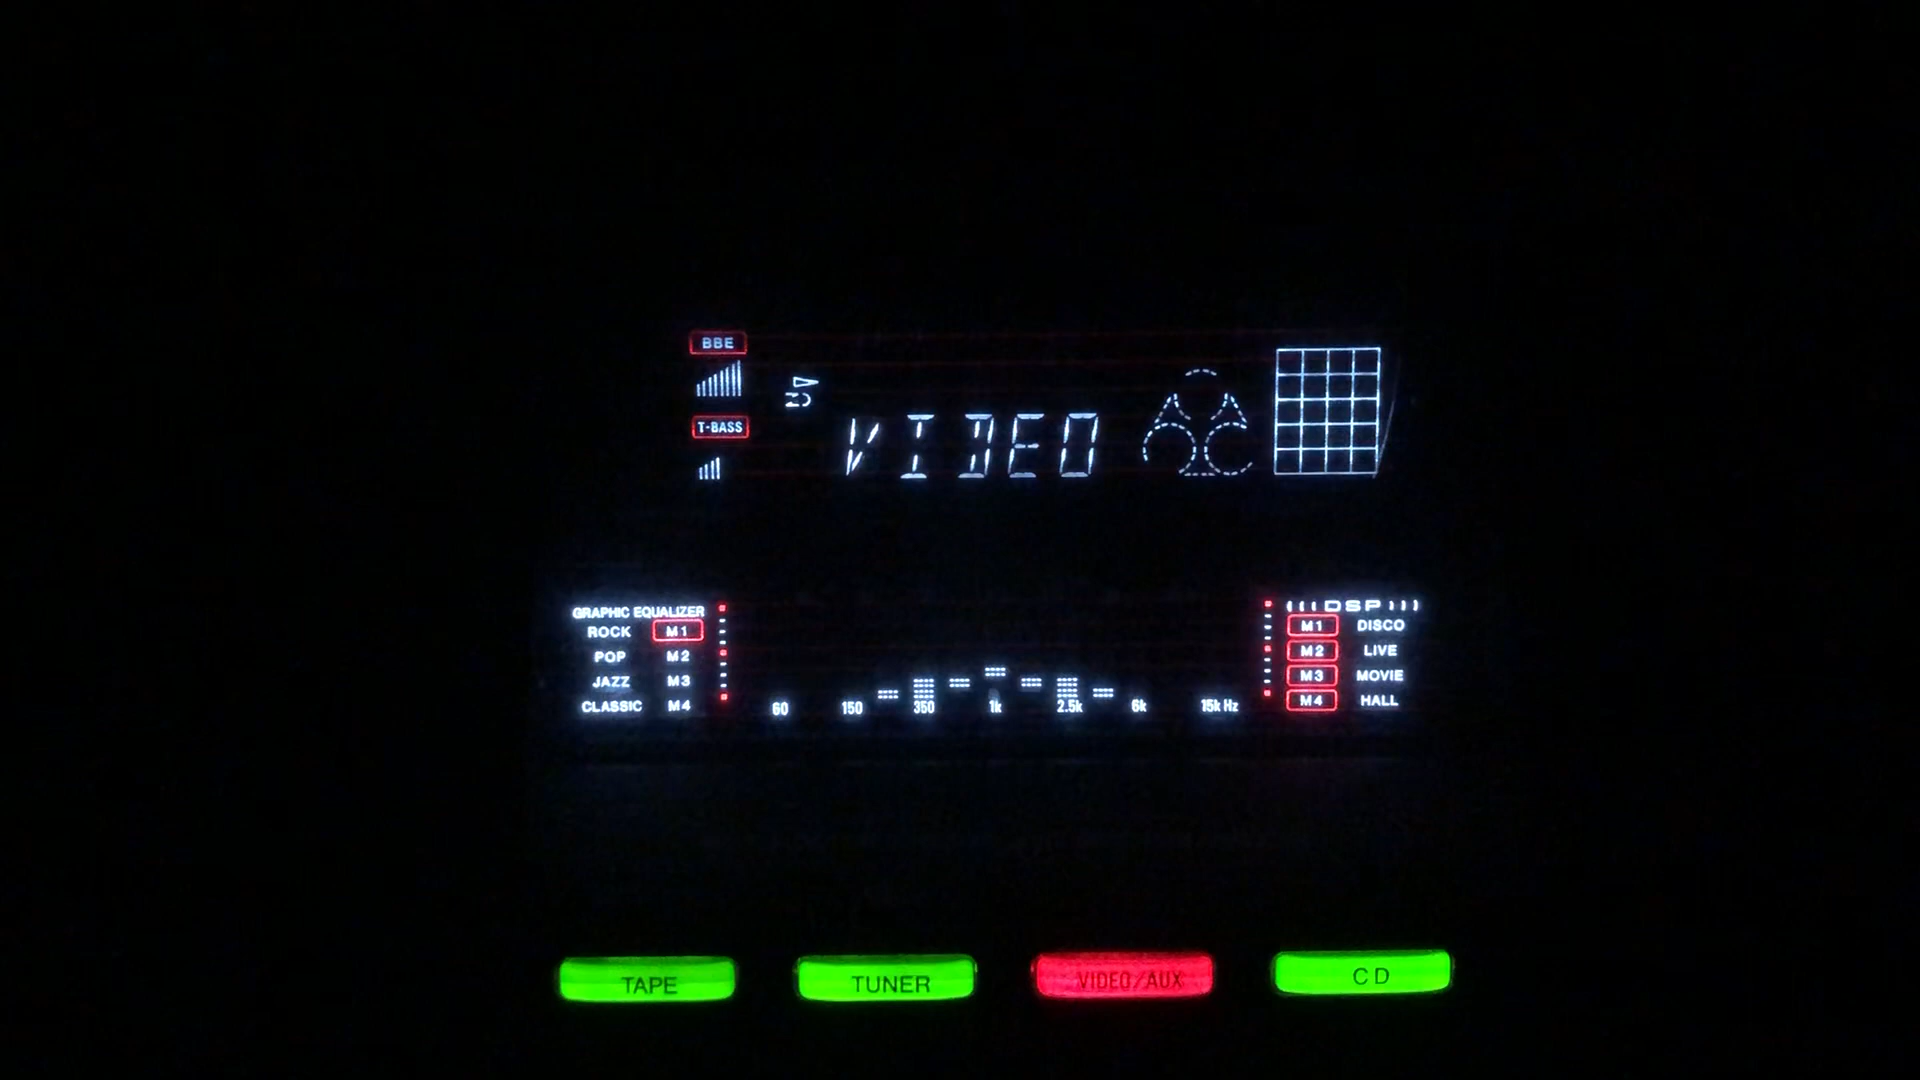 BBE
T-BASS
VIDEO
GRAPHIC EQUALIZER
ROCK M1
POP M2
JAZZ M3
CLASSIC M4
60 150 350 1k 2.5k 6k 15k Hz
DSP
M1 DISCO
M2 LIVE
M3 MOVIE
M4 HALL
TAPE TUNER VIDEO/AUX CD